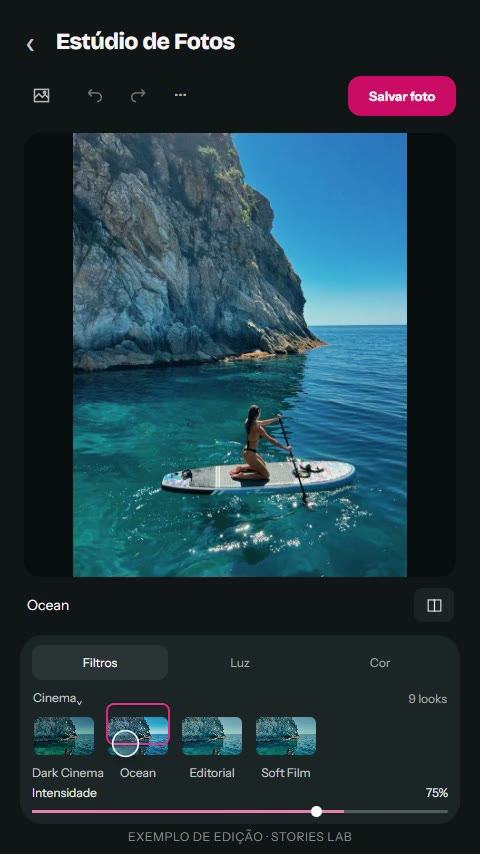 Estúdio de Fotos
Salvar foto
Ocean
Filtros Luz Cor
Cinema 9 looks
Dark Cinema Ocean Editorial Soft Film
Intensidade 75%
EXEMPLO DE EDIÇÃO · STORIES LAB